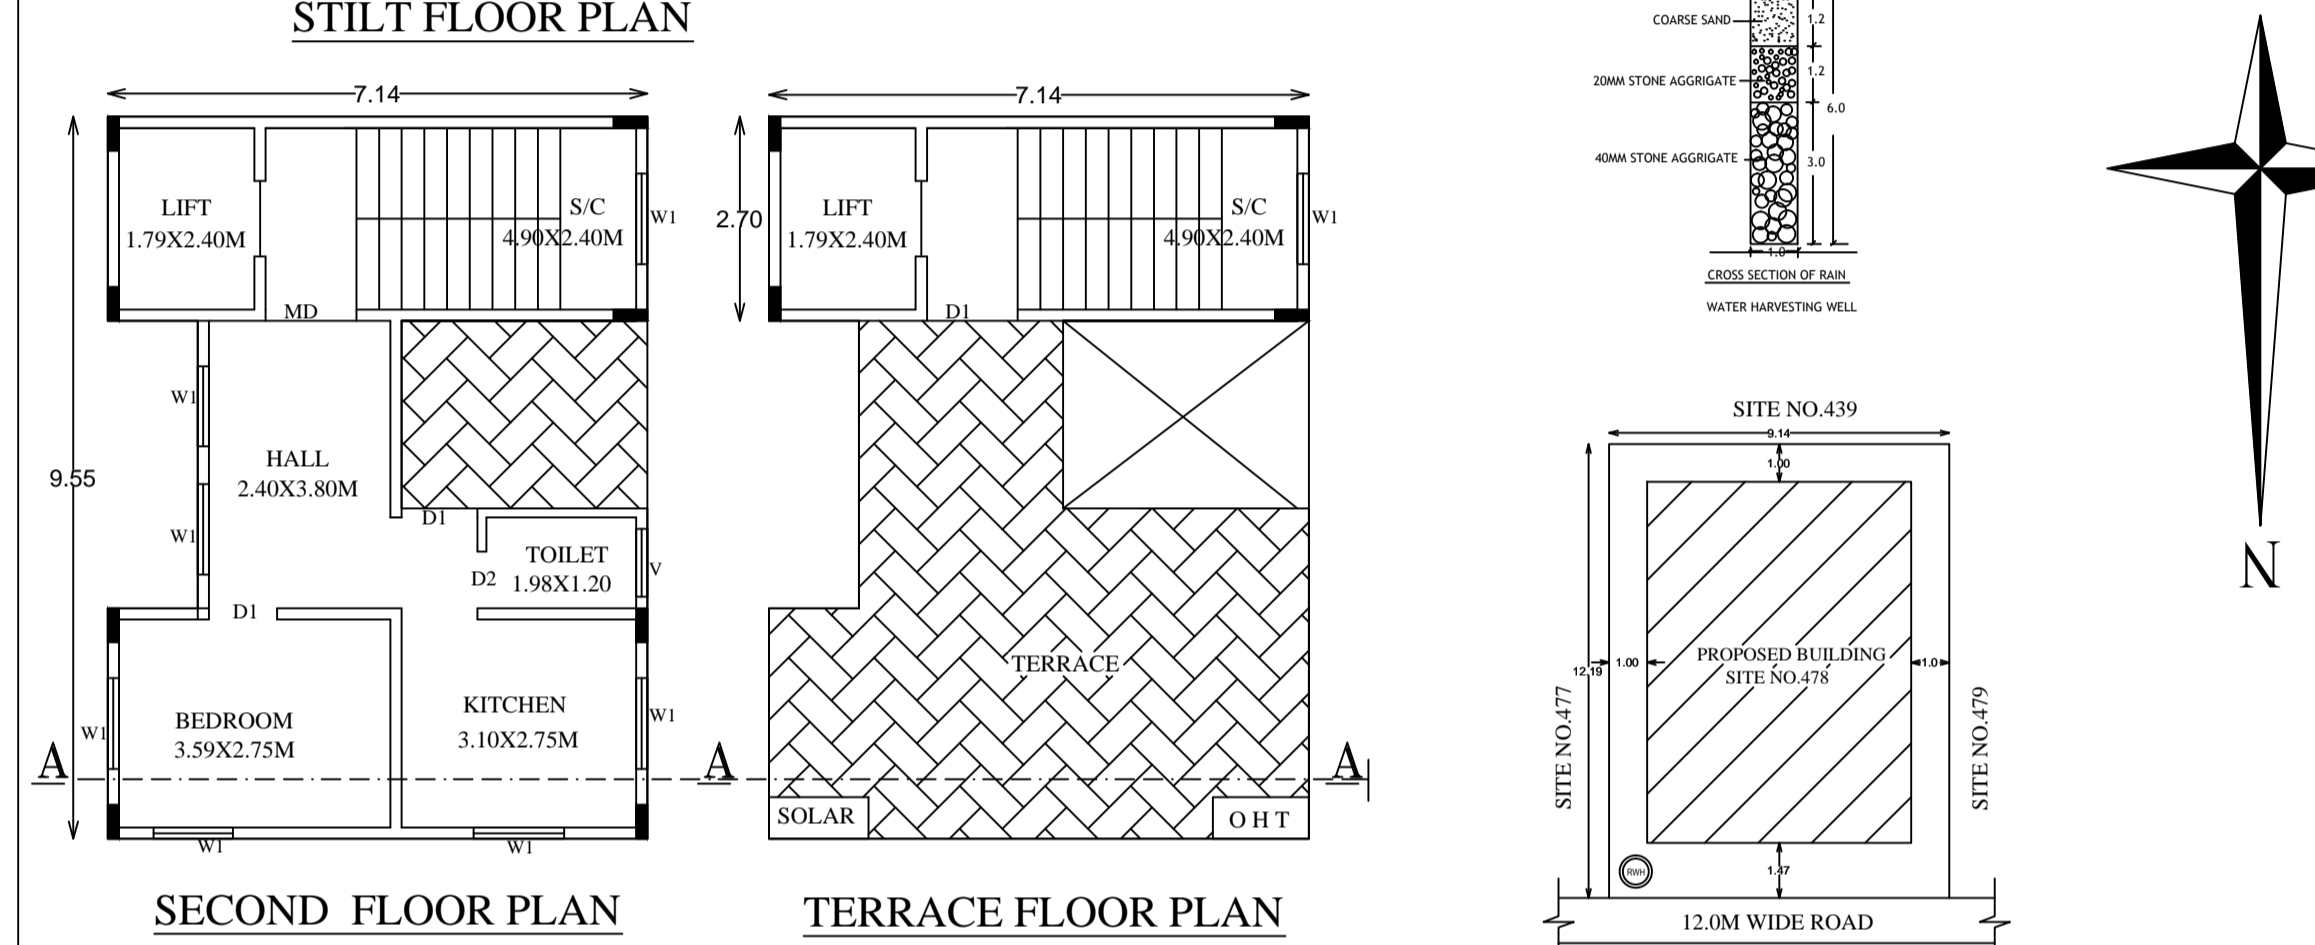 STILT FLOOR PLAN
7.14
LIFT
1.79X2.40M
S/C
4.90X2.40M
W1
MD
9.55
W1
HALL
2.40X3.80M
W1
D1
TOILET
1.98X1.20
D2
V
D1
BEDROOM
3.59X2.75M
KITCHEN
3.10X2.75M
W1
W1
A
W1
W1
SECOND FLOOR PLAN
7.14
2.70
LIFT
1.79X2.40M
S/C
4.90X2.40M
W1
D1
TERRACE
A
A
SOLAR
O H T
TERRACE FLOOR PLAN
COARSE SAND
1.2
20MM STONE AGGRIGATE
1.2
6.0
40MM STONE AGGRIGATE
3.0
1.0
CROSS SECTION OF RAIN
WATER HARVESTING WELL
SITE NO.439
9.14
1.00
12.19
1.00
PROPOSED BUILDING
SITE NO.478
1.0
SITE NO.477
SITE NO.479
1.47
RWH
12.0M WIDE ROAD
N